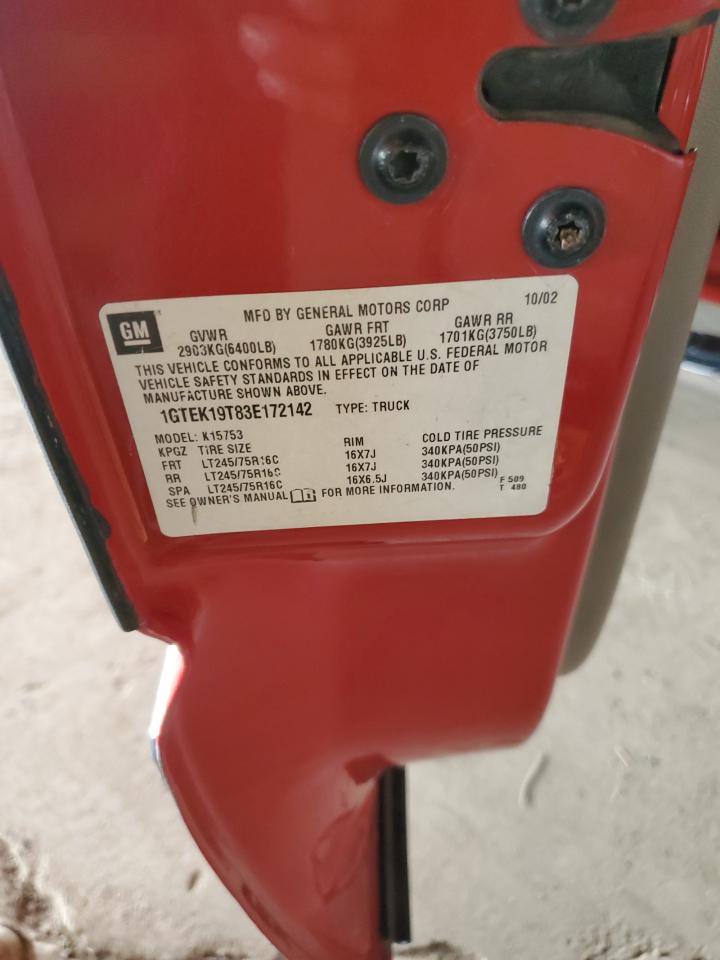 GM
MFD BY GENERAL MOTORS CORP 10/02
GVWR GAWR FRT GAWR RR
2903KG(6400LB) 1780KG(3925LB) 1701KG(3750LB)
THIS VEHICLE CONFORMS TO ALL APPLICABLE U.S. FEDERAL MOTOR
VEHICLE SAFETY STANDARDS IN EFFECT ON THE DATE OF
MANUFACTURE SHOWN ABOVE.
1GTEK19T83E172142 TYPE: TRUCK
MODEL: K15753
KPGZ TIRE SIZE RIM COLD TIRE PRESSURE
FRT LT245/75R16C 16X7J 340KPA(50PSI)
RR LT245/75R16C 16X7J 340KPA(50PSI)
SPA LT245/75R16C 16X6.5J 340KPA(50PSI) F 509
SEE OWNER'S MANUAL FOR MORE INFORMATION. T 480